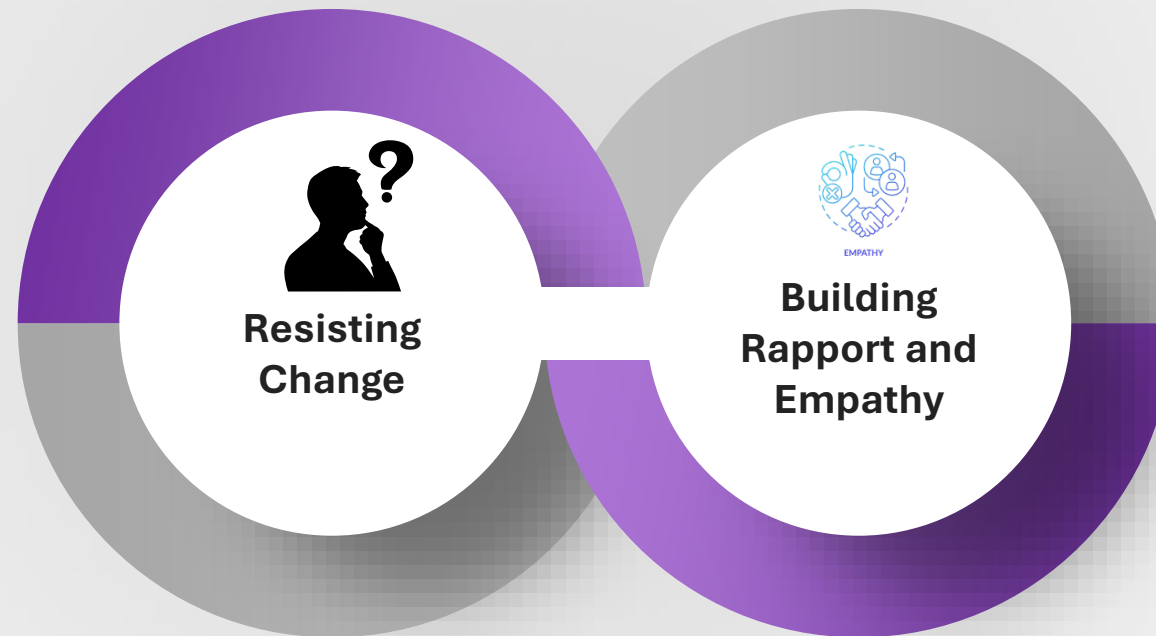 Resisting
Change
EMPATHY
Building
Rapport and
Empathy